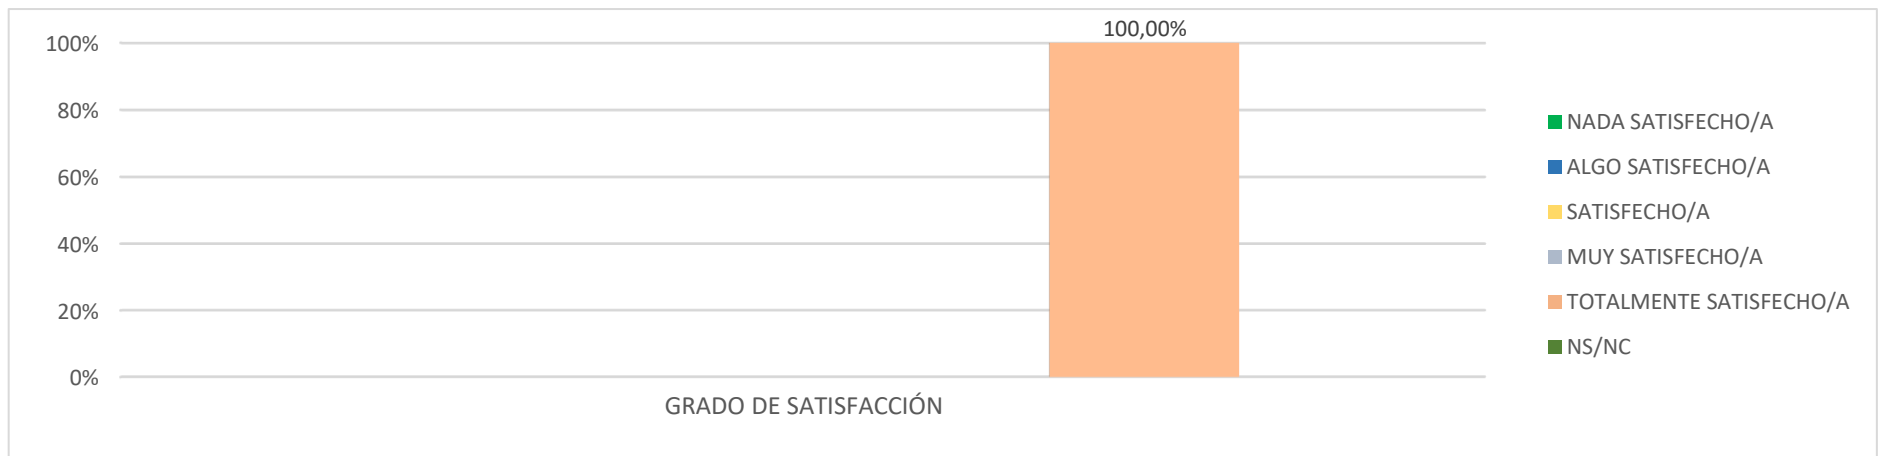 100,00%
100%
80%
60%
40%
20%
0%
GRADO DE SATISFACCIÓN
NADA SATISFECHO/A
ALGO SATISFECHO/A
SATISFECHO/A
MUY SATISFECHO/A
TOTALMENTE SATISFECHO/A
NS/NC